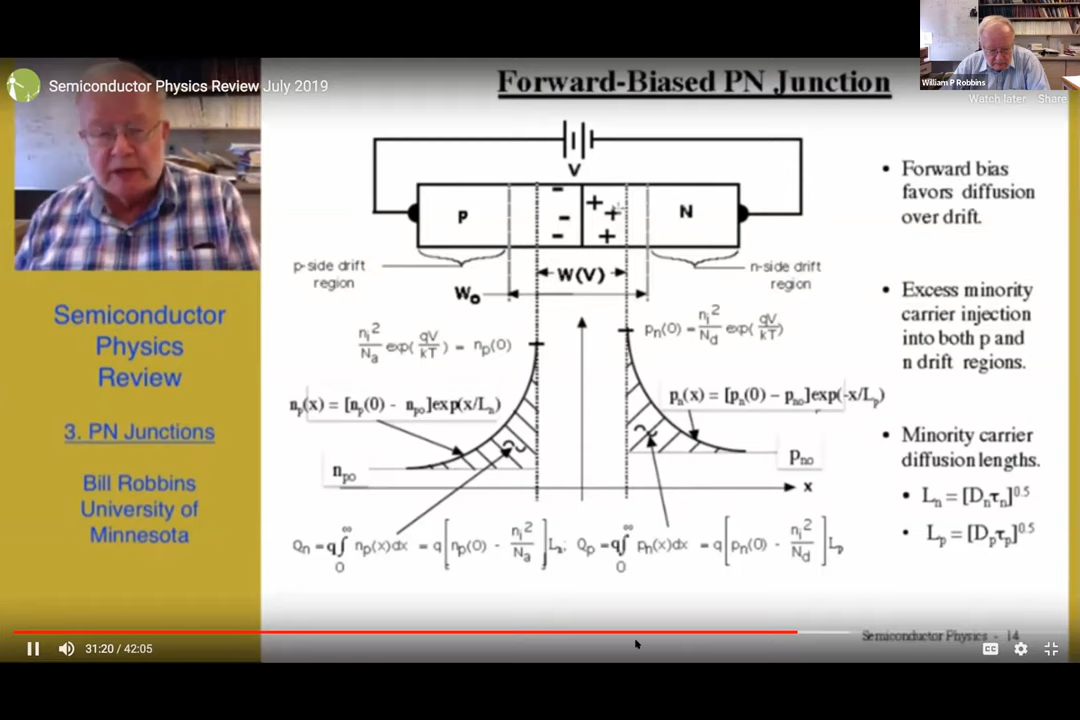 William P Robbins
Watch later
Share
Semiconductor Physics Review July 2019
Forward-Biased PN Junction
V
P
N
- - -
+ + +
W(V)
W₀
p-side drift
region
n-side drift
region
• Forward bias
favors diffusion
over drift.
• Excess minority
carrier injection
into both p and
n drift regions.
• Minority carrier
diffusion lengths.
• Lₙ = [Dₙτₙ]^0.5
• Lₚ = [Dₚτₚ]^0.5
nᵢ²/Nₐ exp(qV/kT) = nₚ(0)
pₙ(0) = nᵢ²/N_d exp(qV/kT)
nₚ(x) = [nₚ(0) - nₚₒ]exp(x/Lₙ)
pₙ(x) = [pₙ(0) – pₙₒ]exp(-x/Lₚ)
nₚₒ
pₙₒ
x
Qₙ = q∫₀^∞ nₚ(x)dx = q[nₚ(0) - nᵢ²/Nₐ]Lₙ; Qₚ = q∫₀^∞ pₙ(x)dx = q[pₙ(0) - nᵢ²/N_d]Lₚ
Semiconductor
Physics
Review
3. PN Junctions
Bill Robbins
University of
Minnesota
Semiconductor Physics - 14
31:20 / 42:05
CC